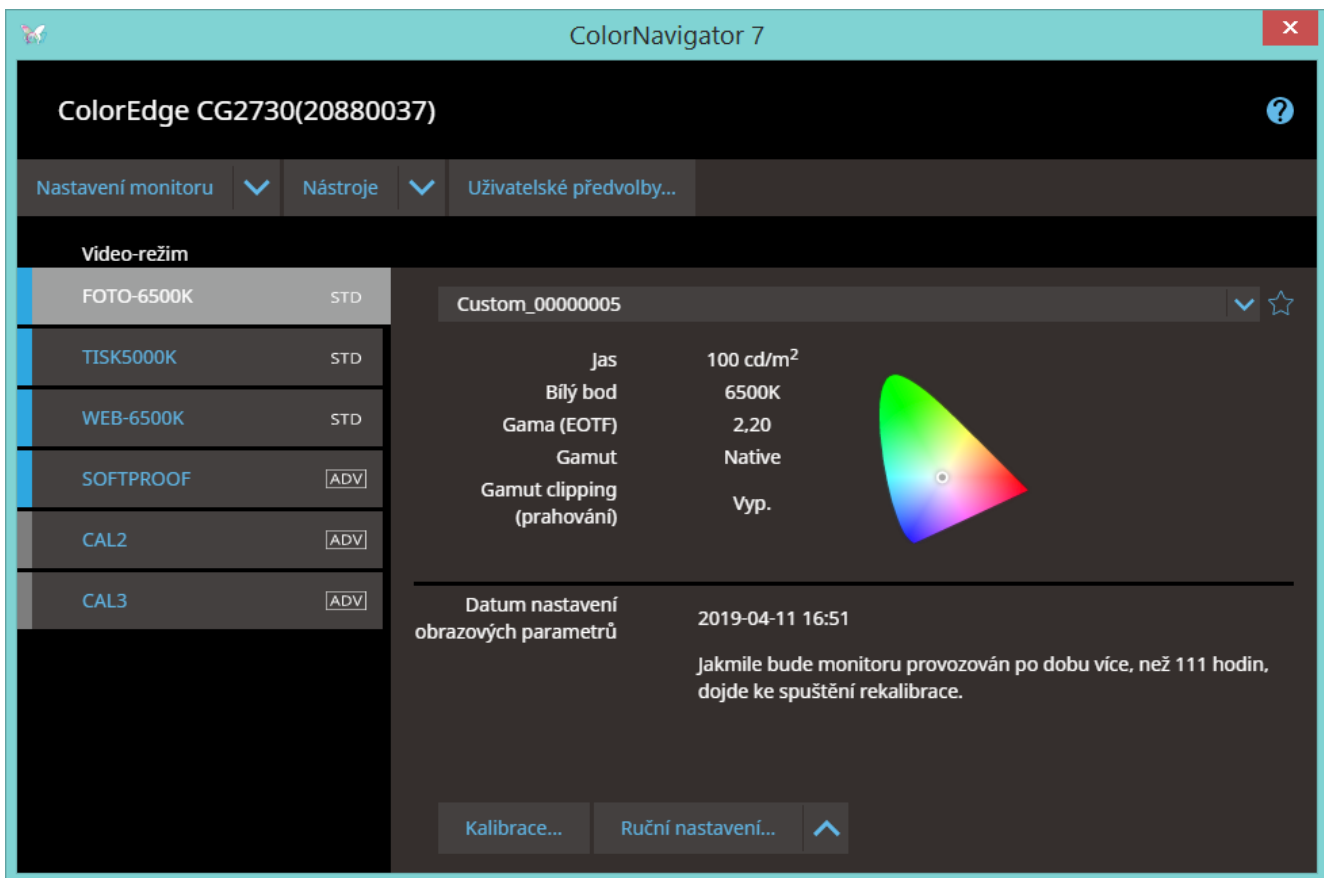 ColorNavigator 7
ColorEdge CG2730(20880037)
Nastavení monitoru
Nástroje
Uživatelské předvolby...
Video-režim
FOTO-6500K STD
TISK5000K STD
WEB-6500K STD
SOFTPROOF ADV
CAL2 ADV
CAL3 ADV
Custom_00000005
Jas 100 cd/m²
Bílý bod 6500K
Gama (EOTF) 2,20
Gamut Native
Gamut clipping
(prahování) Vyp.
Datum nastavení
obrazových parametrů
2019-04-11 16:51
Jakmile bude monitoru provozován po dobu více, než 111 hodin,
dojde ke spuštění rekalibrace.
Kalibrace...
Ruční nastavení...